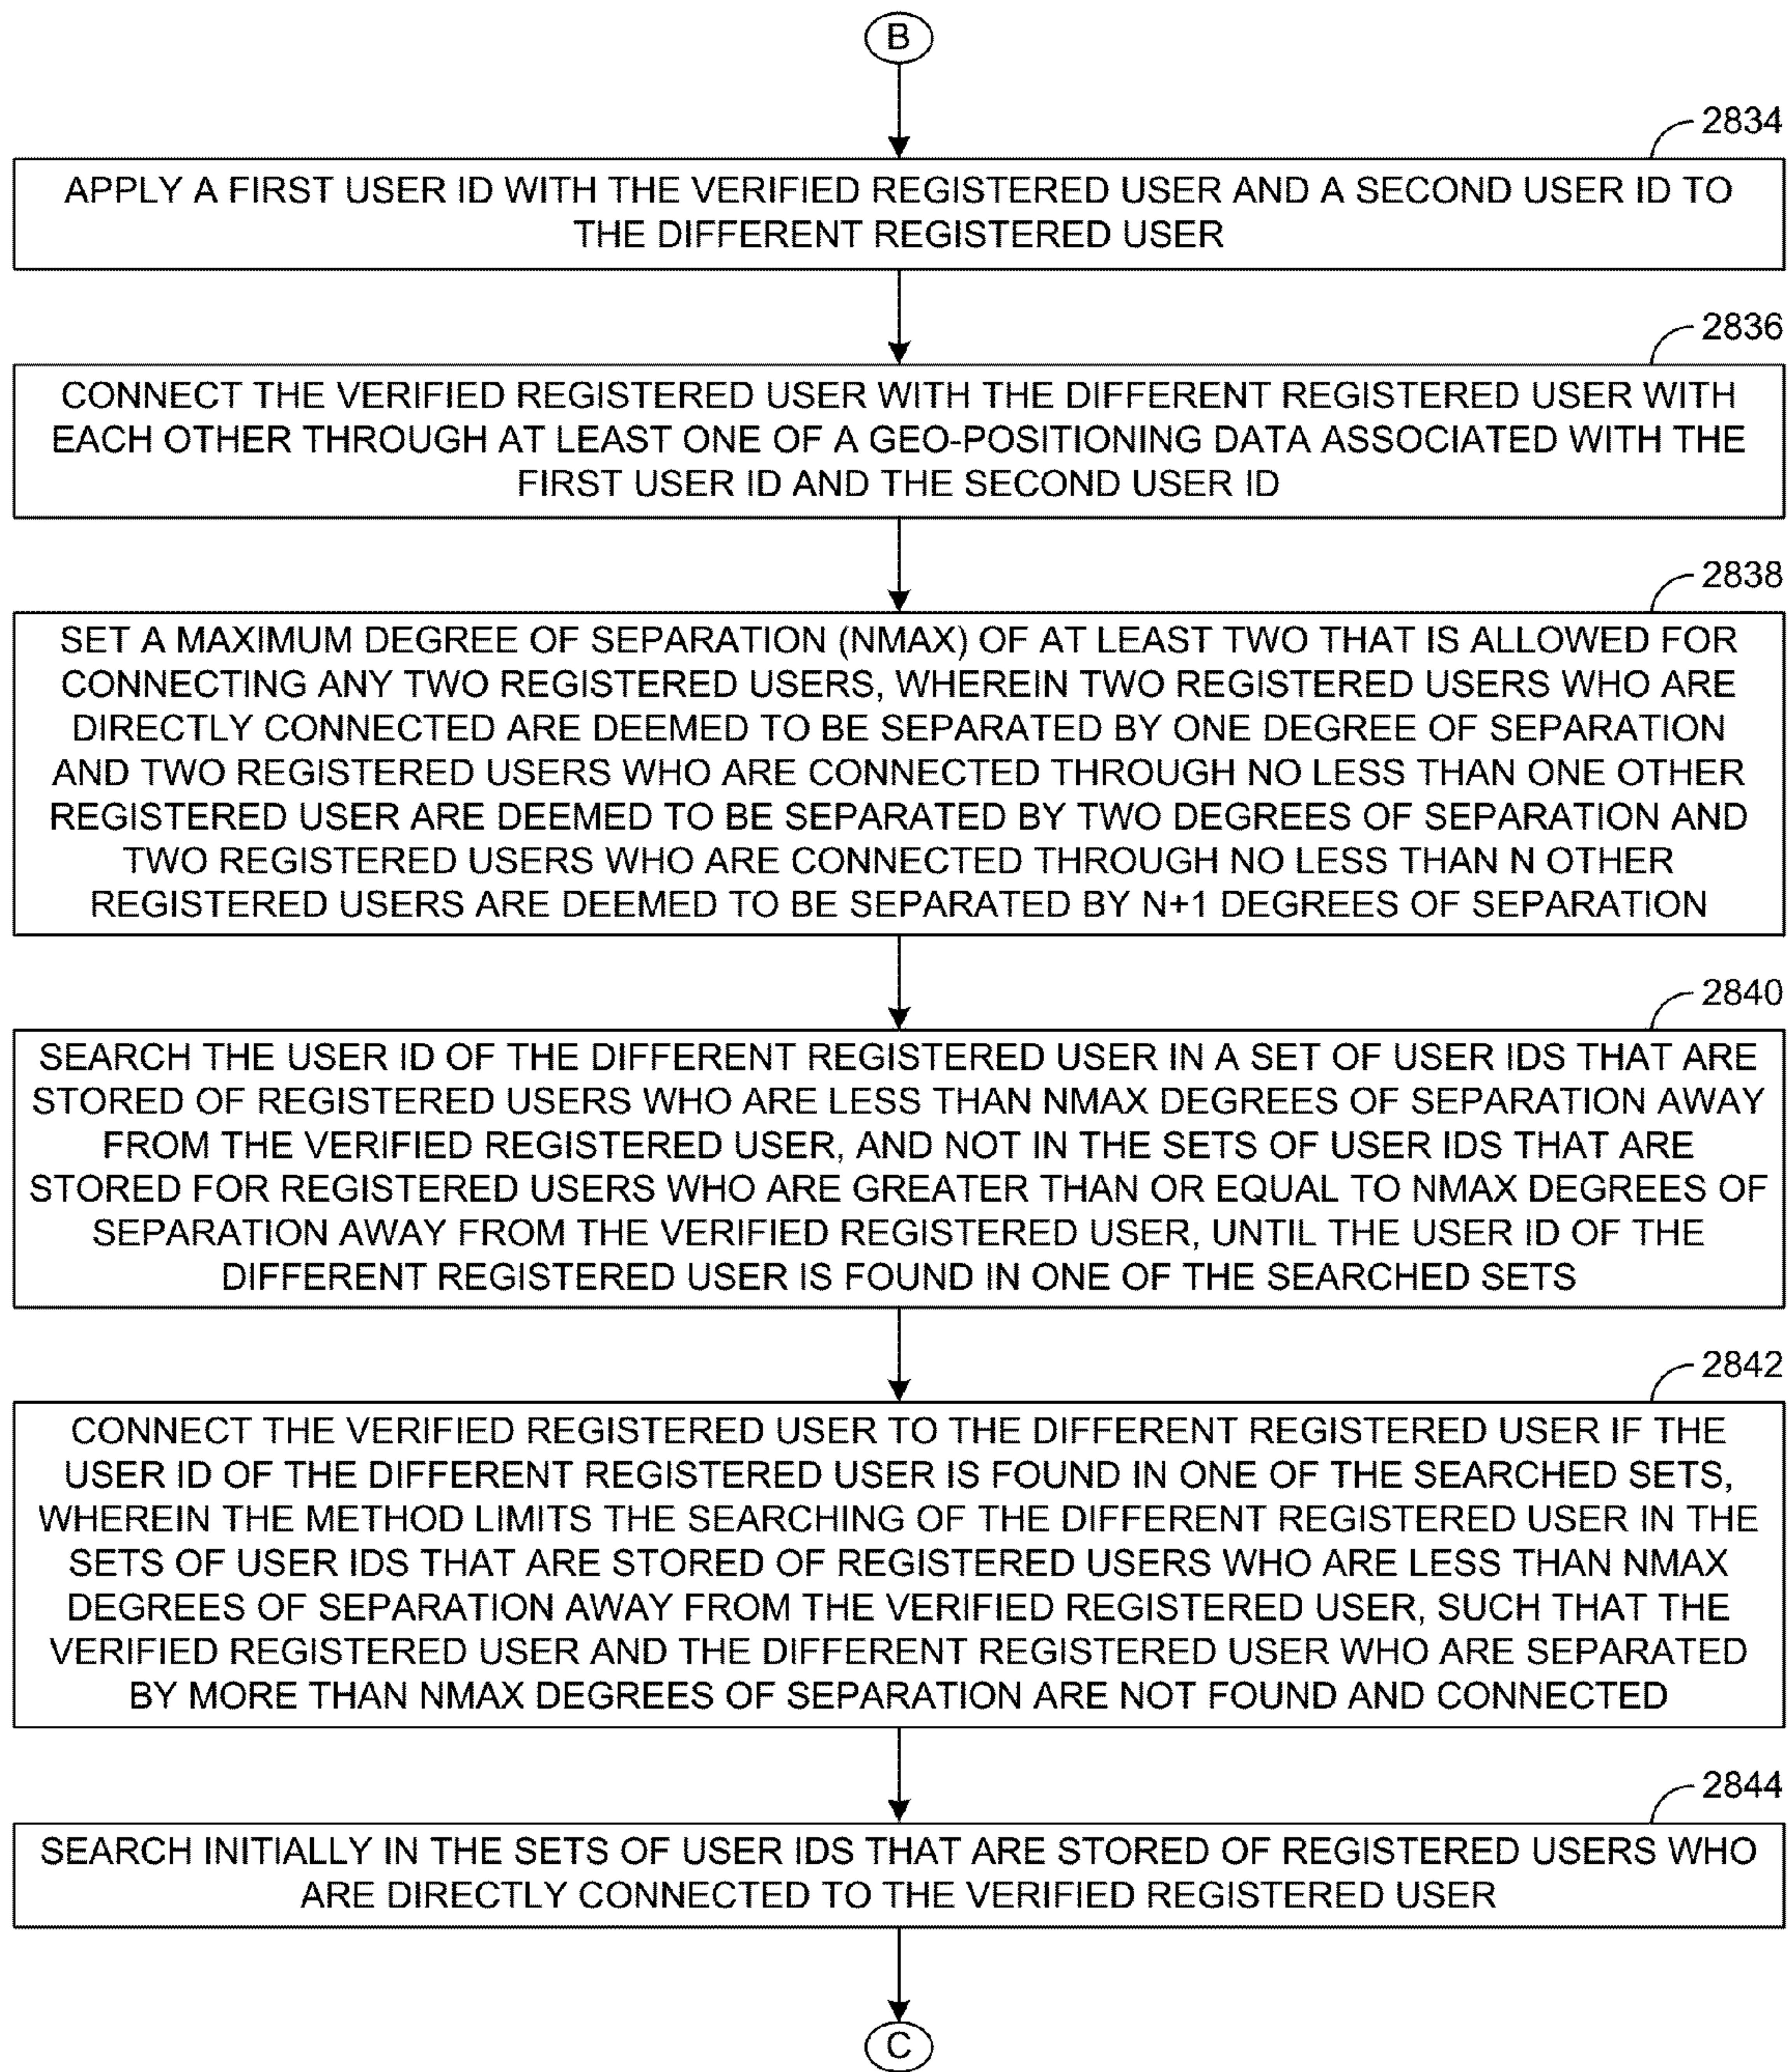 B
2834
APPLY A FIRST USER ID WITH THE VERIFIED REGISTERED USER AND A SECOND USER ID TO
THE DIFFERENT REGISTERED USER
2836
CONNECT THE VERIFIED REGISTERED USER WITH THE DIFFERENT REGISTERED USER WITH
EACH OTHER THROUGH AT LEAST ONE OF A GEO-POSITIONING DATA ASSOCIATED WITH THE
FIRST USER ID AND THE SECOND USER ID
2838
SET A MAXIMUM DEGREE OF SEPARATION (NMAX) OF AT LEAST TWO THAT IS ALLOWED FOR
CONNECTING ANY TWO REGISTERED USERS, WHEREIN TWO REGISTERED USERS WHO ARE
DIRECTLY CONNECTED ARE DEEMED TO BE SEPARATED BY ONE DEGREE OF SEPARATION
AND TWO REGISTERED USERS WHO ARE CONNECTED THROUGH NO LESS THAN ONE OTHER
REGISTERED USER ARE DEEMED TO BE SEPARATED BY TWO DEGREES OF SEPARATION AND
TWO REGISTERED USERS WHO ARE CONNECTED THROUGH NO LESS THAN N OTHER
REGISTERED USERS ARE DEEMED TO BE SEPARATED BY N+1 DEGREES OF SEPARATION
2840
SEARCH THE USER ID OF THE DIFFERENT REGISTERED USER IN A SET OF USER IDS THAT ARE
STORED OF REGISTERED USERS WHO ARE LESS THAN NMAX DEGREES OF SEPARATION AWAY
FROM THE VERIFIED REGISTERED USER, AND NOT IN THE SETS OF USER IDS THAT ARE
STORED FOR REGISTERED USERS WHO ARE GREATER THAN OR EQUAL TO NMAX DEGREES OF
SEPARATION AWAY FROM THE VERIFIED REGISTERED USER, UNTIL THE USER ID OF THE
DIFFERENT REGISTERED USER IS FOUND IN ONE OF THE SEARCHED SETS
2842
CONNECT THE VERIFIED REGISTERED USER TO THE DIFFERENT REGISTERED USER IF THE
USER ID OF THE DIFFERENT REGISTERED USER IS FOUND IN ONE OF THE SEARCHED SETS,
WHEREIN THE METHOD LIMITS THE SEARCHING OF THE DIFFERENT REGISTERED USER IN THE
SETS OF USER IDS THAT ARE STORED OF REGISTERED USERS WHO ARE LESS THAN NMAX
DEGREES OF SEPARATION AWAY FROM THE VERIFIED REGISTERED USER, SUCH THAT THE
VERIFIED REGISTERED USER AND THE DIFFERENT REGISTERED USER WHO ARE SEPARATED
BY MORE THAN NMAX DEGREES OF SEPARATION ARE NOT FOUND AND CONNECTED
2844
SEARCH INITIALLY IN THE SETS OF USER IDS THAT ARE STORED OF REGISTERED USERS WHO
ARE DIRECTLY CONNECTED TO THE VERIFIED REGISTERED USER
C